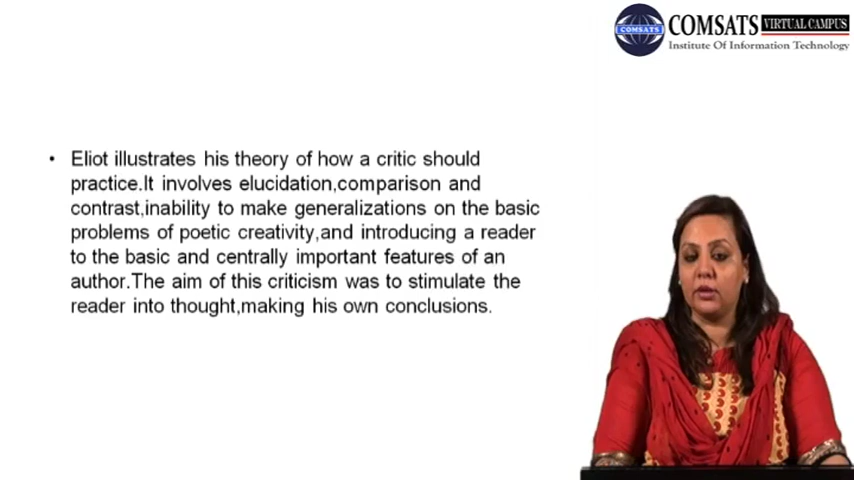 COMSATS
COMSATS VIRTUAL CAMPUS
Institute Of Information Technology
• Eliot illustrates his theory of how a critic should
practice.It involves elucidation,comparison and
contrast,inability to make generalizations on the basic
problems of poetic creativity,and introducing a reader
to the basic and centrally important features of an
author.The aim of this criticism was to stimulate the
reader into thought,making his own conclusions.